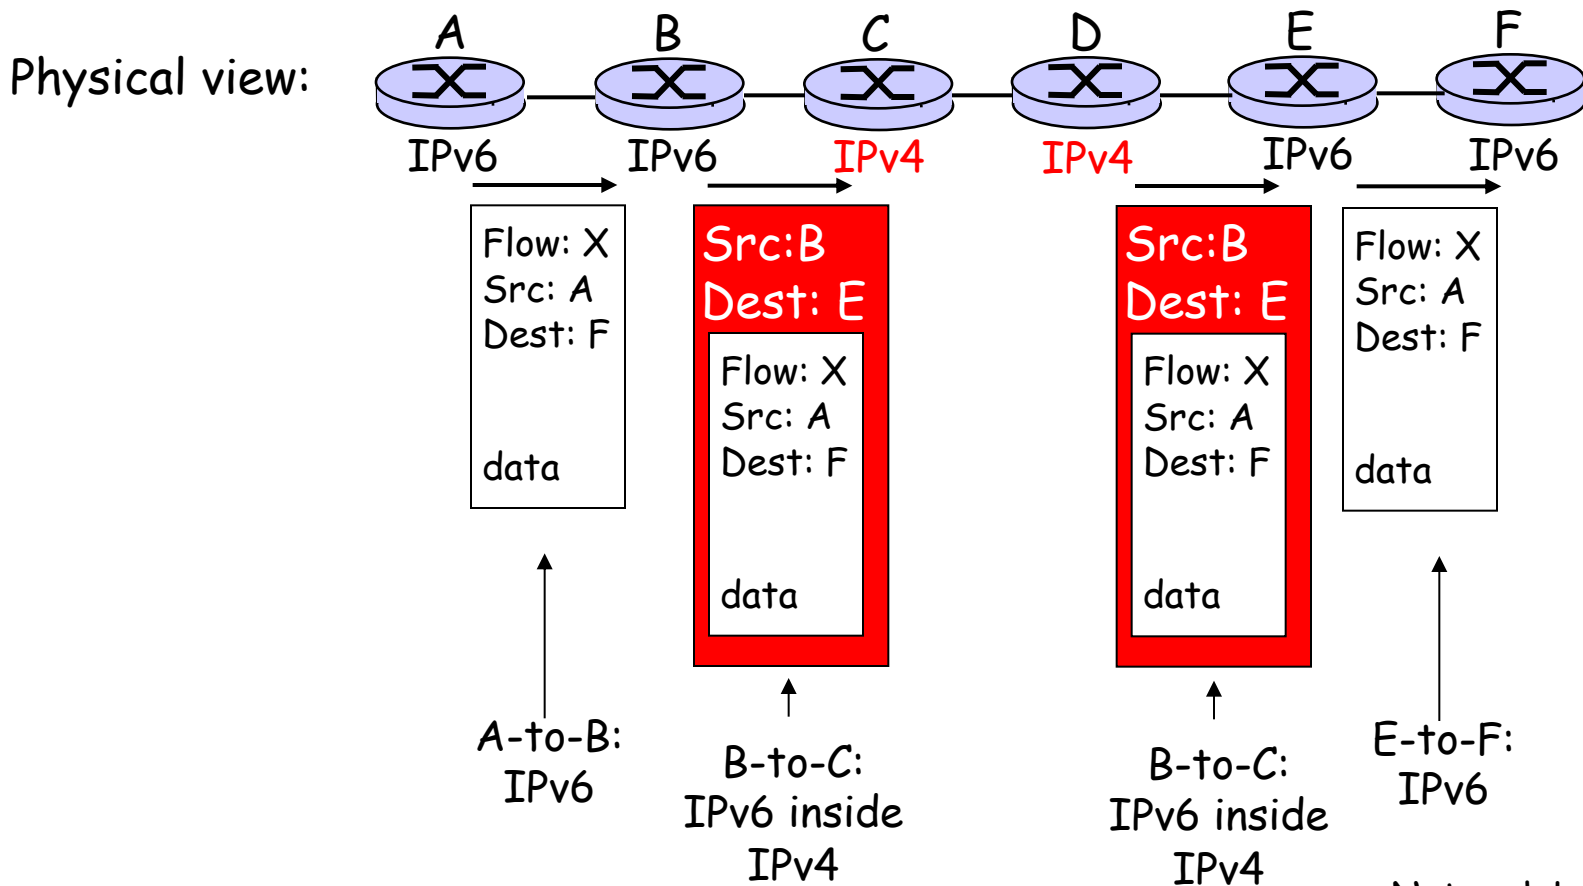 A B C D E F
Physical view:
IPv6 IPv6 IPv4 IPv4 IPv6 IPv6
Flow: X
Src: A
Dest: F
data
Src:B
Dest: E
Flow: X
Src: A
Dest: F
data
Src:B
Dest: E
Flow: X
Src: A
Dest: F
data
Flow: X
Src: A
Dest: F
data
A-to-B:
IPv6
B-to-C:
IPv6 inside
IPv4
B-to-C:
IPv6 inside
IPv4
E-to-F:
IPv6